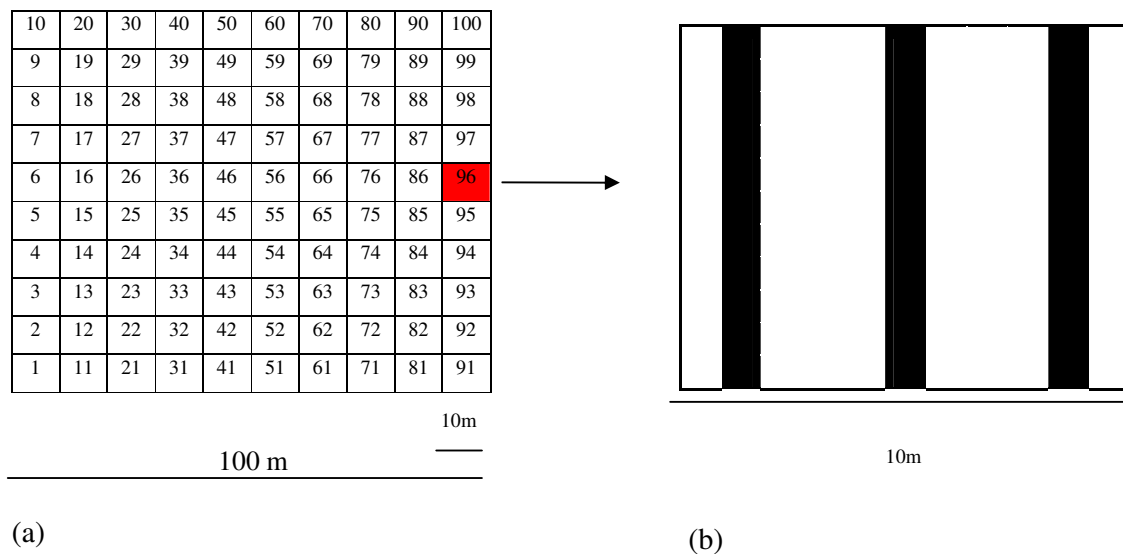 10 20 30 40 50 60 70 80 90 100
9 19 29 39 49 59 69 79 89 99
8 18 28 38 48 58 68 78 88 98
7 17 27 37 47 57 67 77 87 97
6 16 26 36 46 56 66 76 86 96
5 15 25 35 45 55 65 75 85 95
4 14 24 34 44 54 64 74 84 94
3 13 23 33 43 53 63 73 83 93
2 12 22 32 42 52 62 72 82 92
1 11 21 31 41 51 61 71 81 91
10m
100 m
(a)
10m
(b)